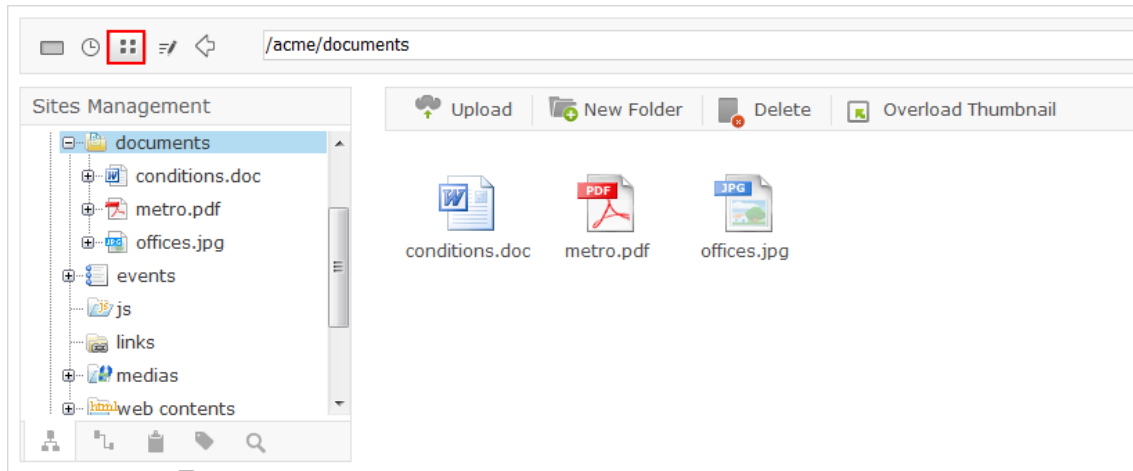 /acme/documents
Sites Management
Upload New Folder Delete Overload Thumbnail
documents
conditions.doc
metro.pdf
offices.jpg
events
js
links
medias
web contents
conditions.doc metro.pdf offices.jpg